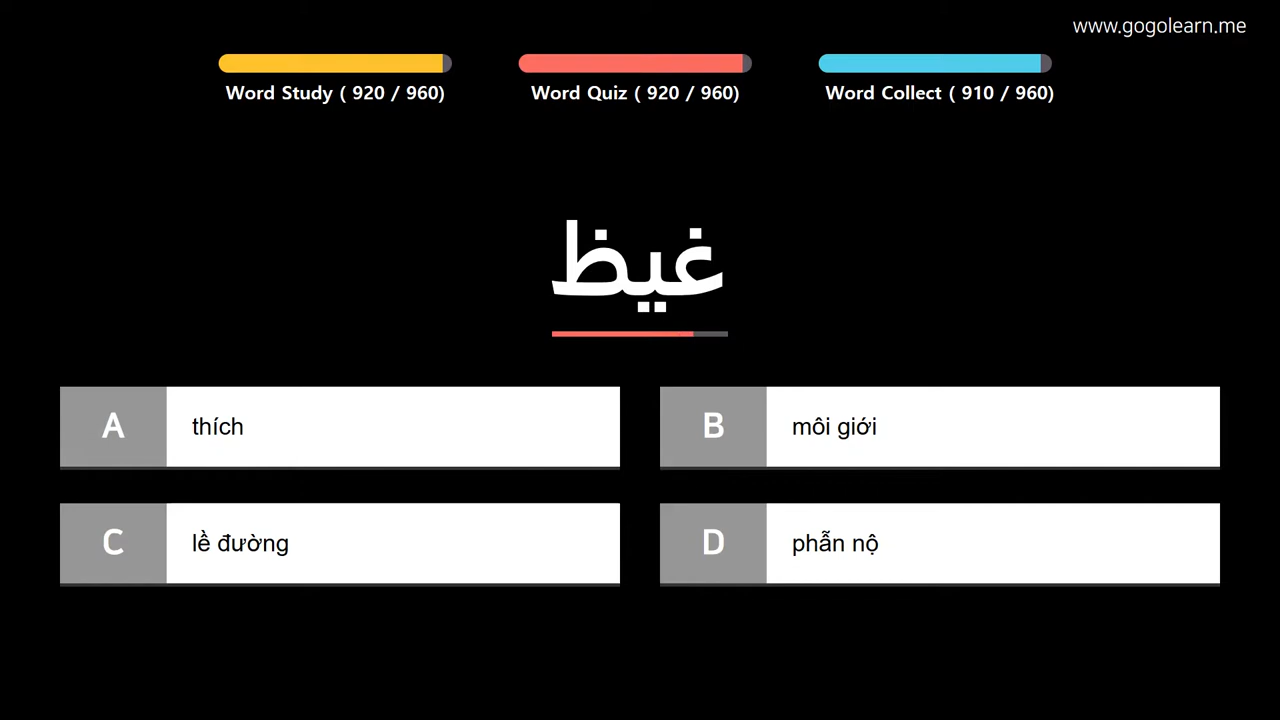 www.gogolearn.me
Word Study ( 920 / 960)
Word Quiz ( 920 / 960)
Word Collect ( 910 / 960)
غيظ
A
thích
B
môi giới
C
lề đường
D
phẫn nộ